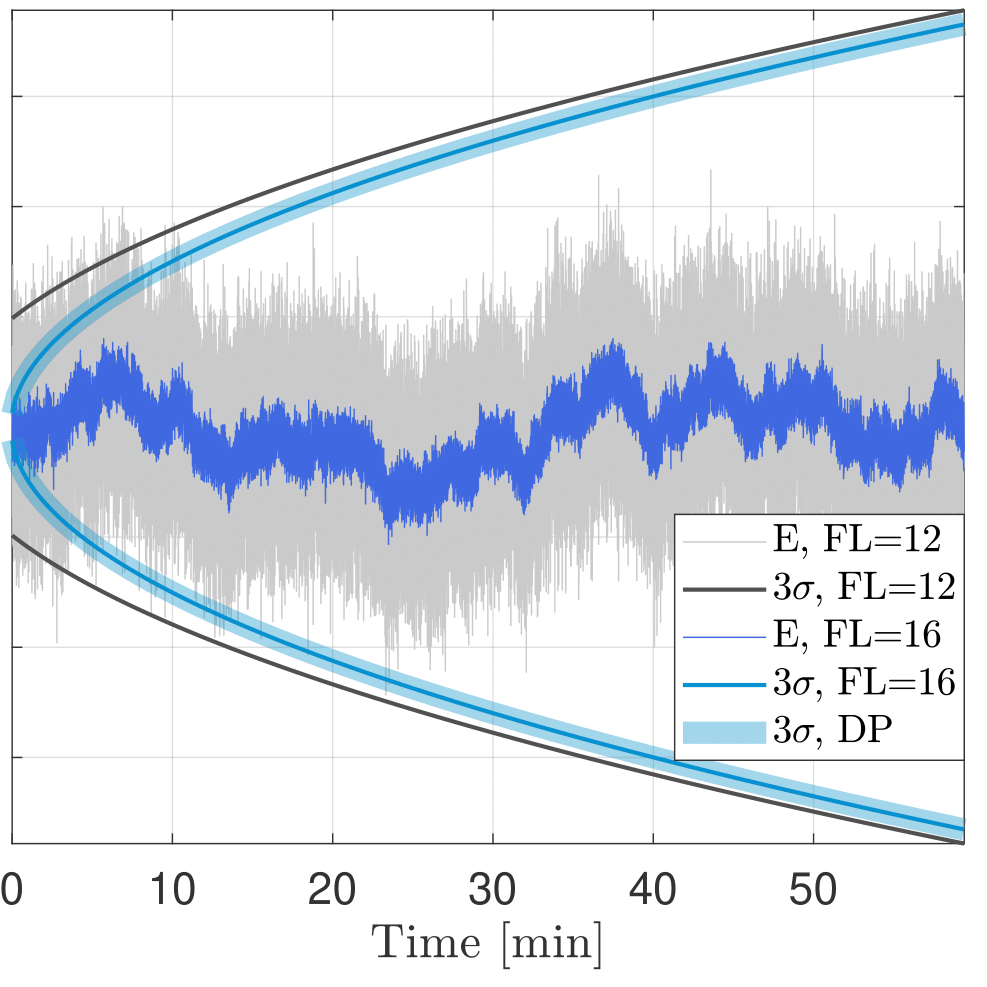 E, FL=12
3σ, FL=12
E, FL=16
3σ, FL=16
3σ, DP
0 10 20 30 40 50
Time [min]